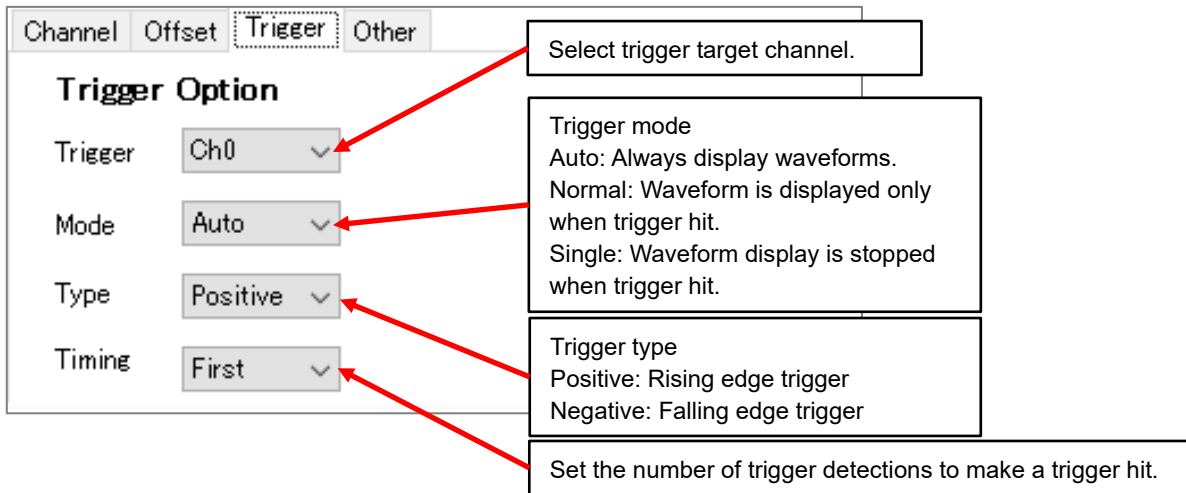 Channel Offset Trigger Other
Trigger Option
Trigger Ch0
Mode Auto
Type Positive
Timing First
Select trigger target channel.
Trigger mode
Auto: Always display waveforms.
Normal: Waveform is displayed only
when trigger hit.
Single: Waveform display is stopped
when trigger hit.
Trigger type
Positive: Rising edge trigger
Negative: Falling edge trigger
Set the number of trigger detections to make a trigger hit.